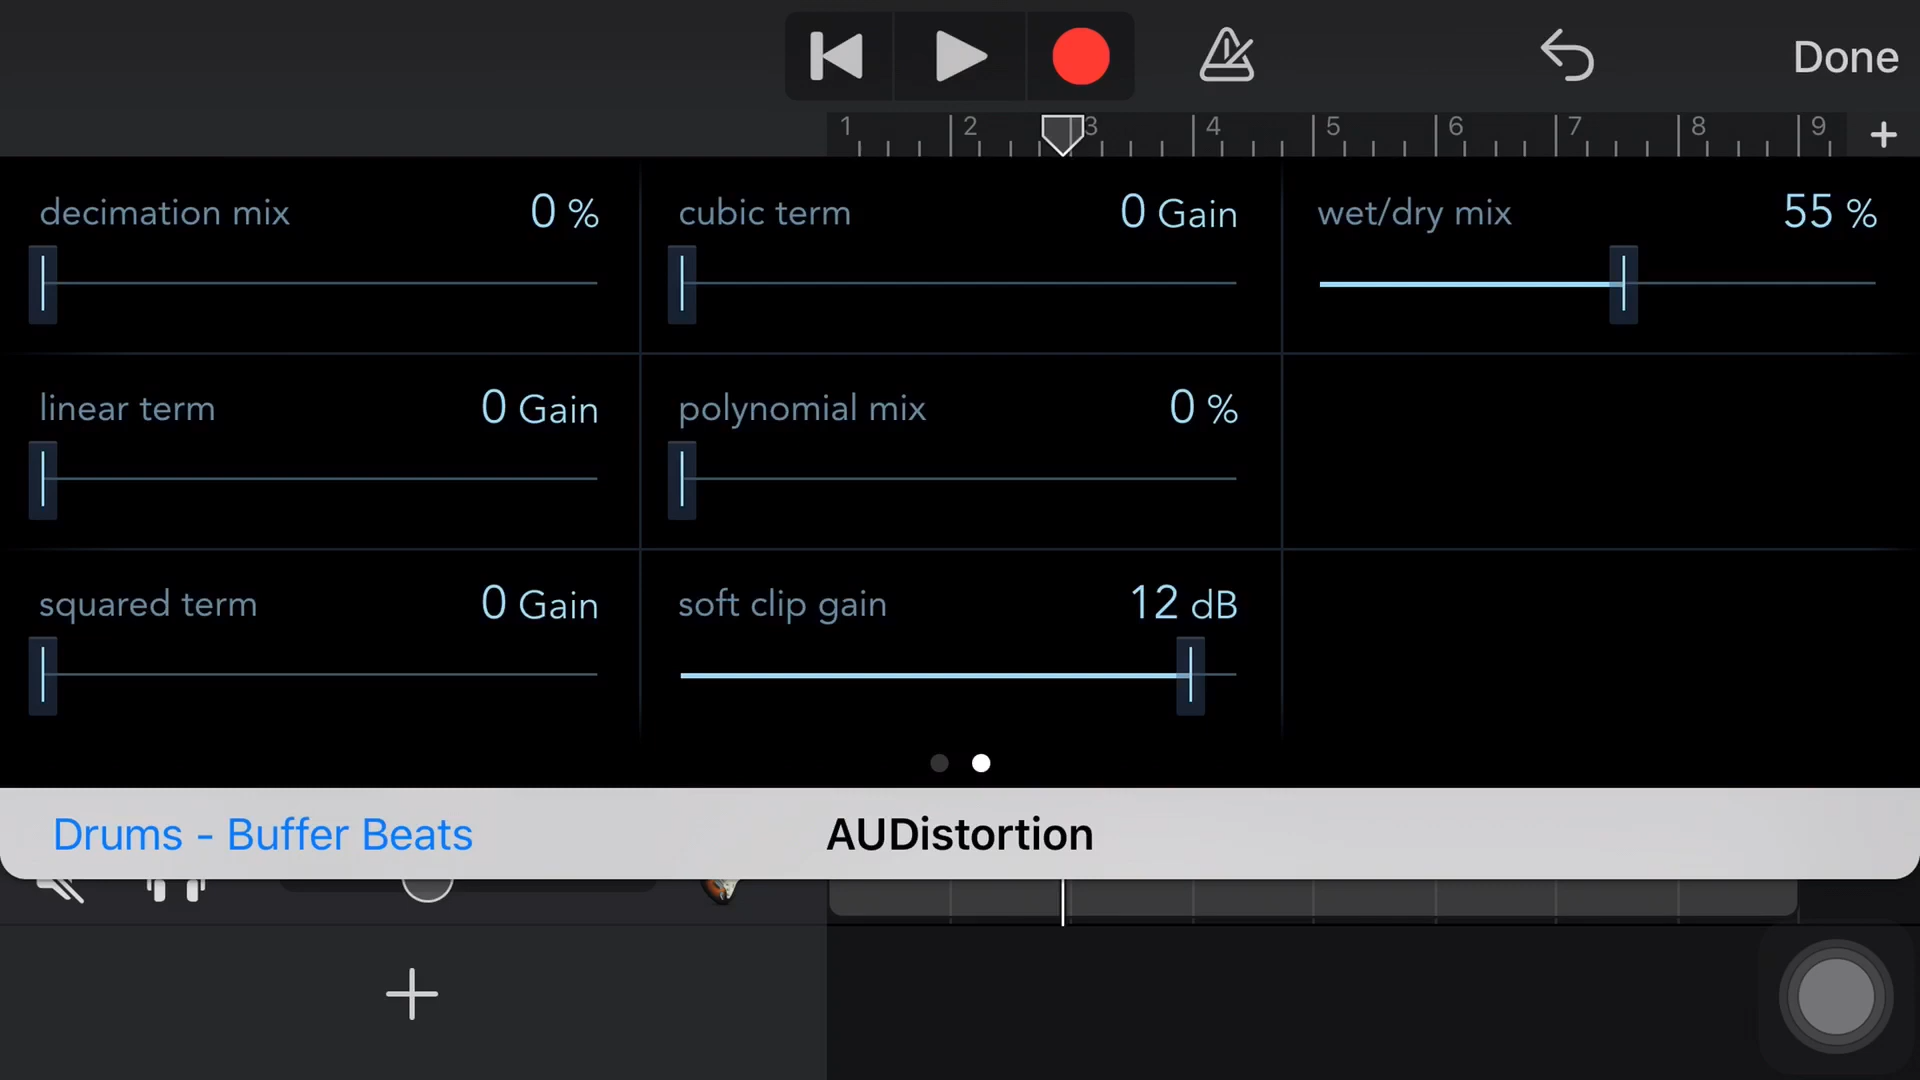 Done
1 2 3 4 5 6 7 8 9 +
decimation mix 0 % cubic term 0 Gain wet/dry mix 55 %
linear term 0 Gain polynomial mix 0 %
squared term 0 Gain soft clip gain 12 dB
Drums - Buffer Beats AUDistortion